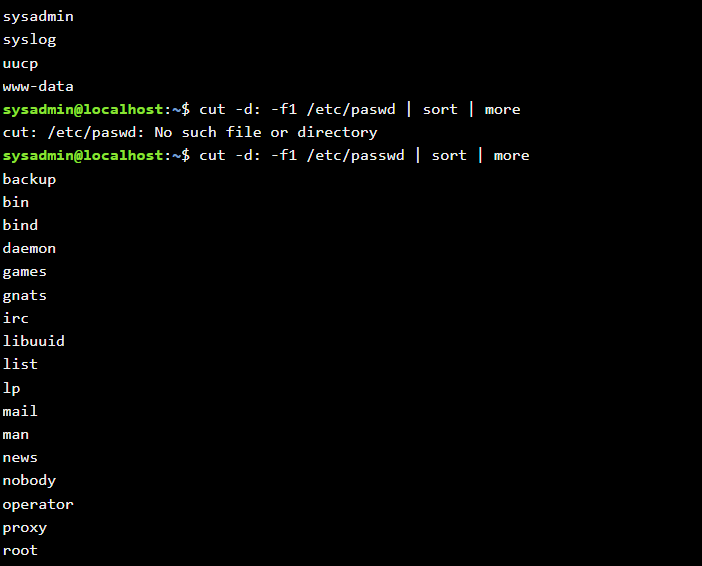 sysadmin
syslog
uucp
www-data
sysadmin@localhost:~$ cut -d: -f1 /etc/paswd | sort | more
cut: /etc/paswd: No such file or directory
sysadmin@localhost:~$ cut -d: -f1 /etc/passwd | sort | more
backup
bin
bind
daemon
games
gnats
irc
libuuid
list
lp
mail
man
news
nobody
operator
proxy
root